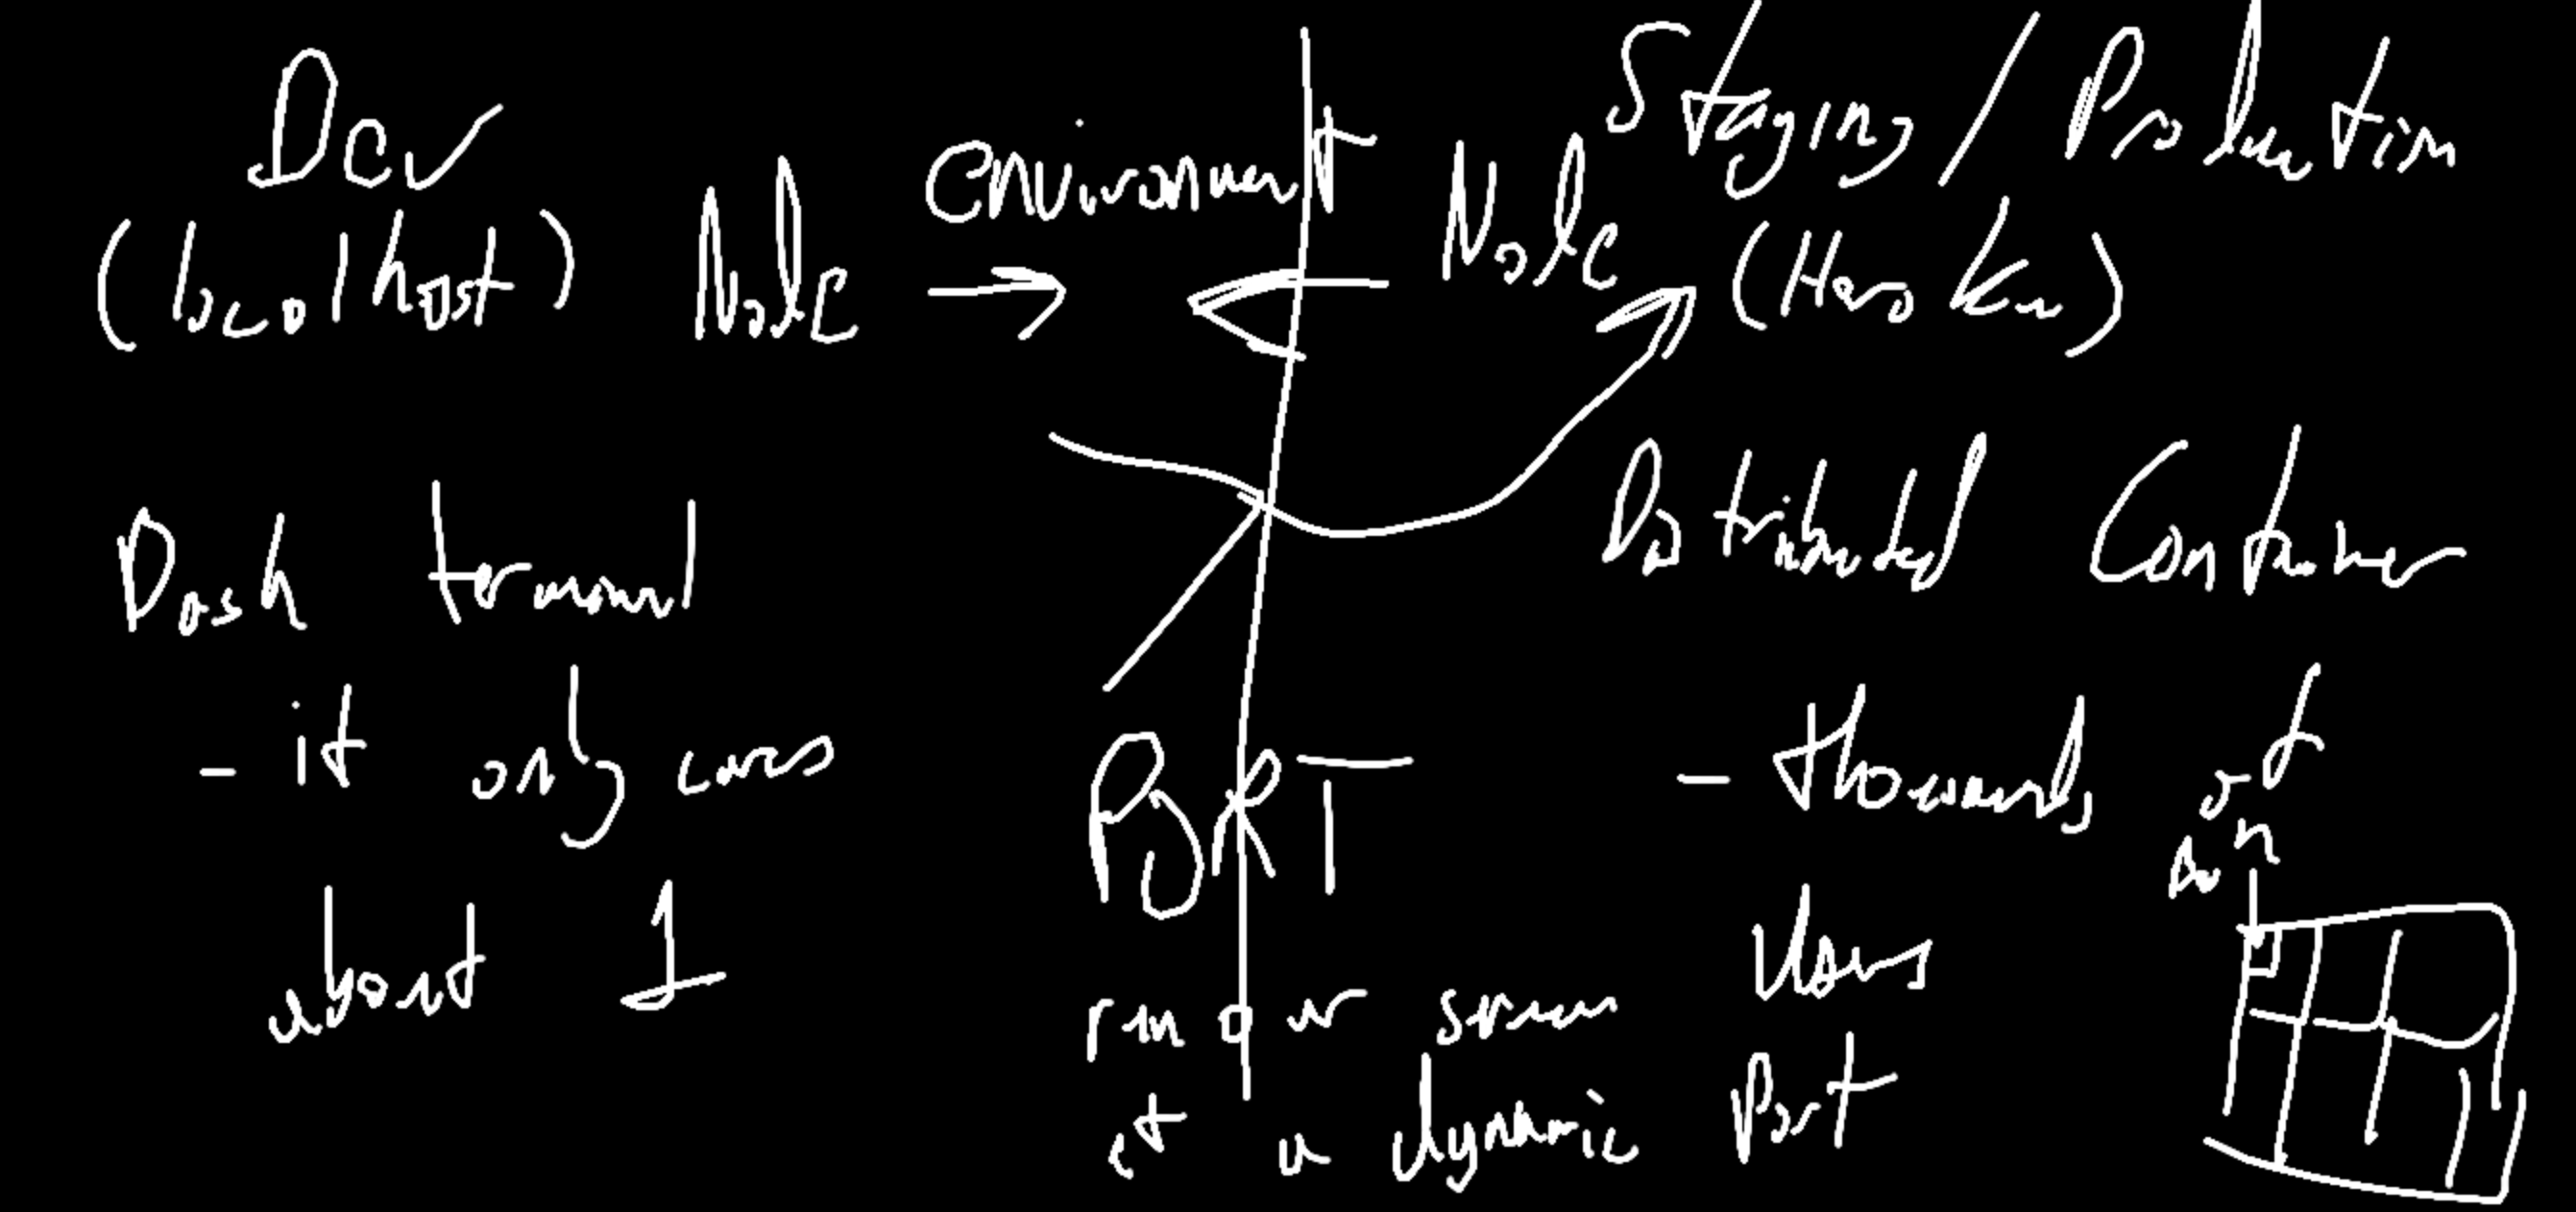 Dev
(localhost)
Node
environment
Node
Staging / Production
(Heroku)
Bash terminal
- it only cares
about 1
PORT
run our server
at a dynamic port
Distributed Container
- thousands of
users